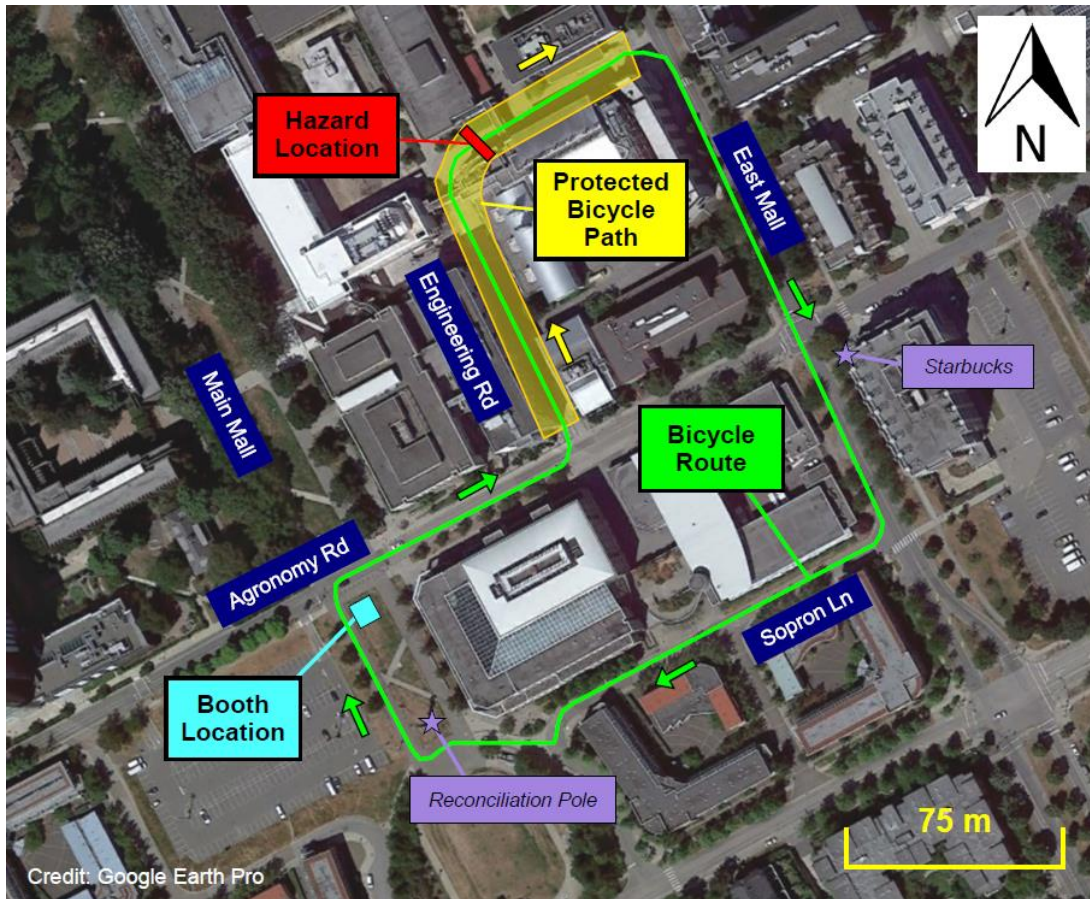 N
Hazard
Location
Protected
Bicycle
Path
East Mall
Engineering Rd
Main Mall
Starbucks
Bicycle
Route
Agronomy Rd
Sopron Ln
Booth
Location
Reconciliation Pole
75 m
Credit: Google Earth Pro